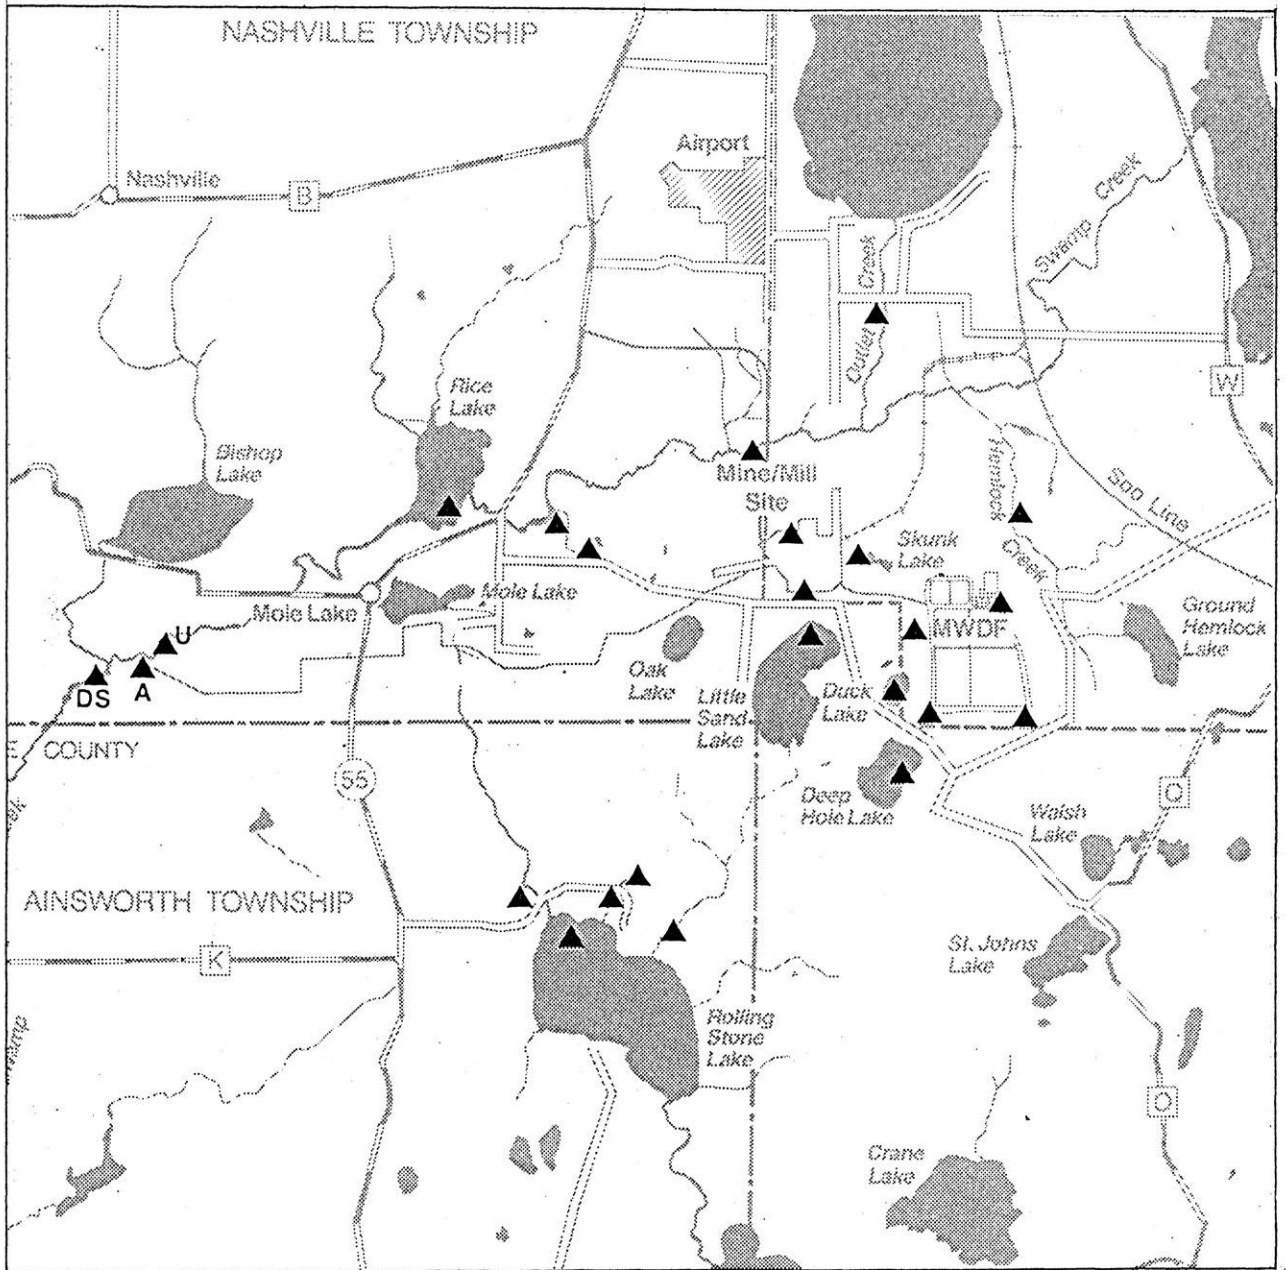 NASHVILLE TOWNSHIP
Airport
Nashville
B
Swamp Creek
Outlet Creek
W
Rice
Lake
Bishop
Lake
Mine/Mill
Site
Hemlock Creek
Soo Line
Skunk
Lake
Mole Lake
Mole Lake
MWDF
Ground
Hemlock
Lake
U
A
DS
Oak
Lake
Little
Sand
Lake
Duck
Lake
E COUNTY
55
Deep
Hole Lake
Q
Walsh
Lake
AINSWORTH TOWNSHIP
K
St. Johns
Lake
Rolling
Stone
Lake
Crane
Lake